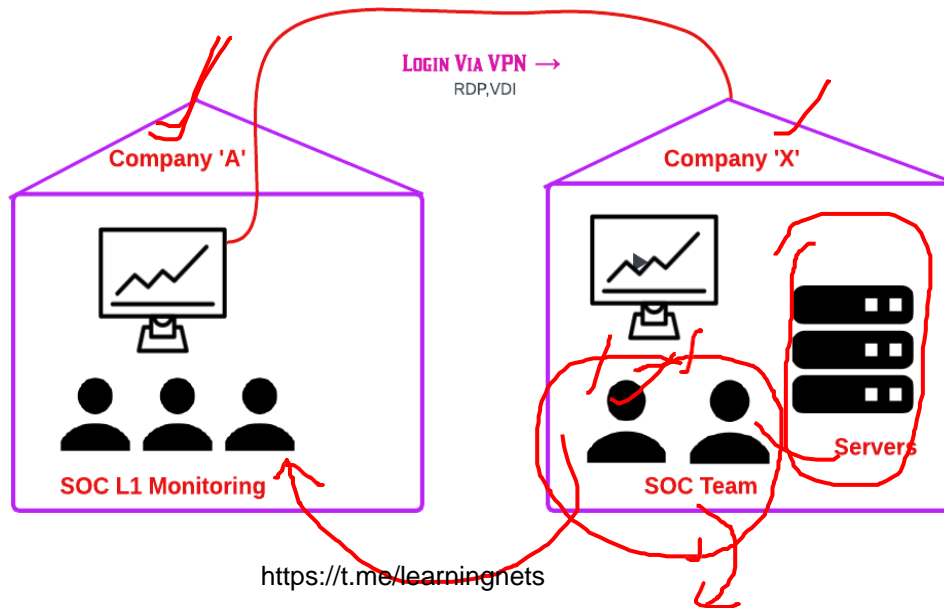 LOGIN VIA VPN →
RDP,VDI
Company 'A'
Company 'X'
Servers
SOC L1 Monitoring
SOC Team
https://t.me/learningnets